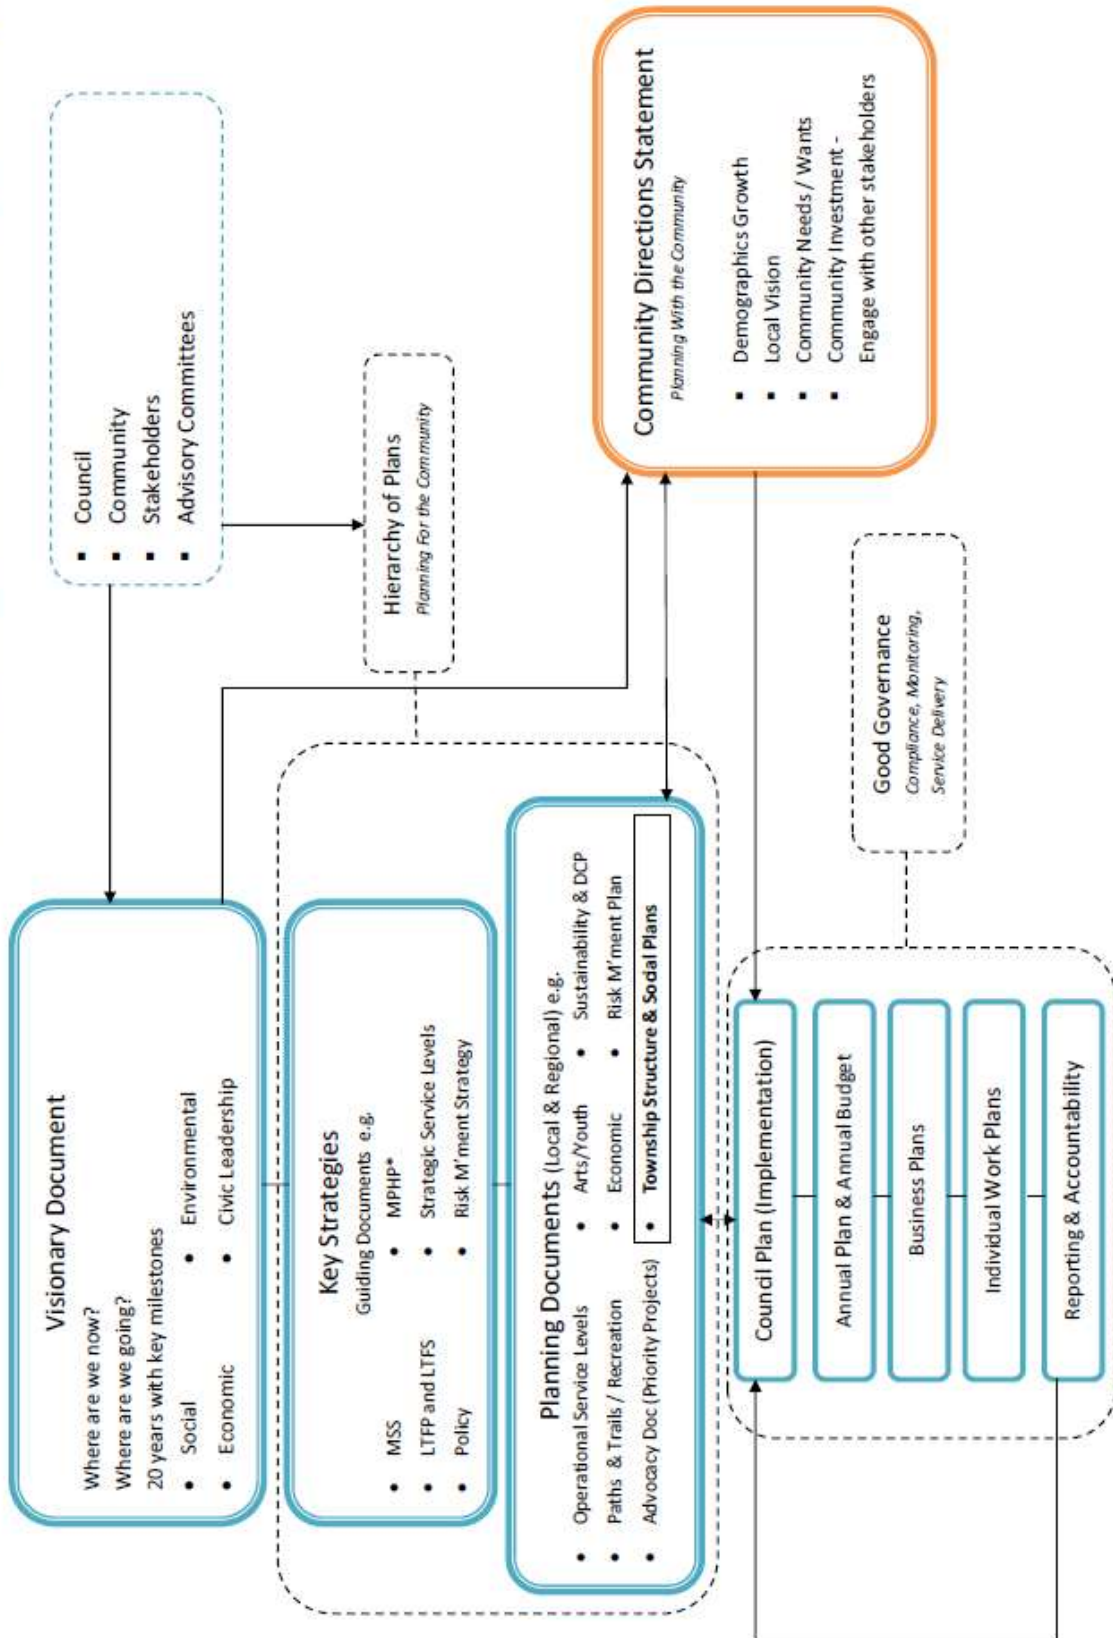 Visionary Document
Where are we now?
Where are we going?
20 years with key milestones
• Social • Environmental
• Economic • Civic Leadership
▪ Council
▪ Community
▪ Stakeholders
▪ Advisory Committees
Key Strategies
Guiding Documents e.g.
• MSS • MPHP*
• LTFP and LTFS • Strategic Service Levels
• Policy • Risk M'ment Strategy
Hierarchy of Plans
Planning For the Community
Planning Documents (Local & Regional) e.g.
• Operational Service Levels • Arts/Youth • Sustainability & DCP
• Paths & Trails / Recreation • Economic • Risk M'ment Plan
• Advocacy Doc (Priority Projects) • Township Structure & Social Plans
Community Directions Statement
Planning With the Community
▪ Demographics Growth
▪ Local Vision
▪ Community Needs / Wants
▪ Community Investment -
Engage with other stakeholders
Council Plan (Implementation)
Annual Plan & Annual Budget
Business Plans
Individual Work Plans
Reporting & Accountability
Good Governance
Compliance, Monitoring,
Service Delivery